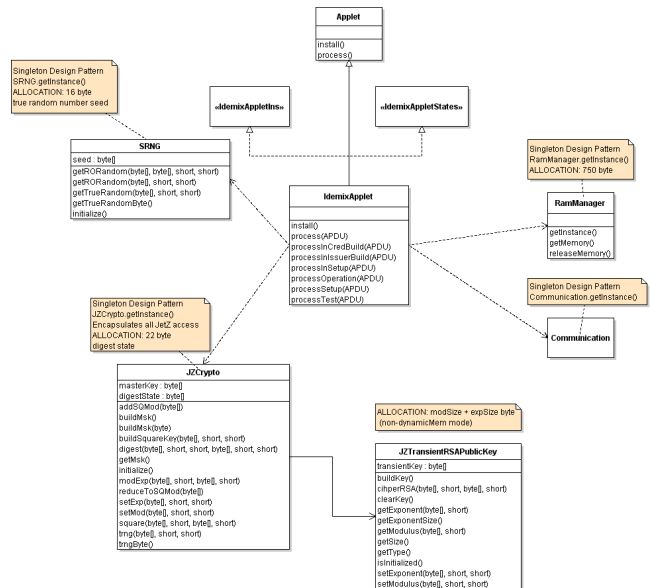 Applet
install()
process()
Singleton Design Pattern
SRNG.getInstance()
ALLOCATION: 16 byte
true random number seed
«IdemixAppletIns»
«IdemixAppletStates»
SRNG
seed : byte[]
getRORandom(byte[], byte[], short, short)
getRORandom(byte[], short, short)
getTrueRandom(byte[], short, short)
getTrueRandomByte()
initialize()
Singleton Design Pattern
RamManager.getInstance()
ALLOCATION: 750 byte
IdemixApplet
install()
process(APDU)
processInCredBuild(APDU)
processInIssuerBuild(APDU)
processInSetup(APDU)
processOperation(APDU)
processSetup(APDU)
processTest(APDU)
RamManager
getInstance()
getMemory()
releaseMemory()
Singleton Design Pattern
Communication.getInstance()
Communication
Singleton Design Pattern
JZCrypto.getInstance()
Encapsulates all JetZ access
ALLOCATION: 22 byte
digest state
JZCrypto
masterKey : byte[]
digestState : byte[]
addSQMod(byte[])
buildMsk()
buildMsk(byte)
buildSquareKey(byte[], short, short)
digest(byte[], short, short, byte[], short, short)
getMsk()
initialize()
modExp(byte[], short, byte[], short)
reduceToSQMod(byte[])
setExp(byte[], short, short)
setMod(byte[], short, short)
square(byte[], short, byte[], short)
trng(byte[], short, short)
trngByte()
ALLOCATION: modSize + expSize byte
(non-dynamicMem mode)
JZTransientRSAPublicKey
transientKey : byte[]
buildKey()
cihperRSA(byte[], short, byte[], short)
clearKey()
getExponent(byte[], short)
getExponentSize()
getModulus(byte[], short)
getSize()
getType()
isInitialized()
setExponent(byte[], short, short)
setModulus(byte[], short, short)